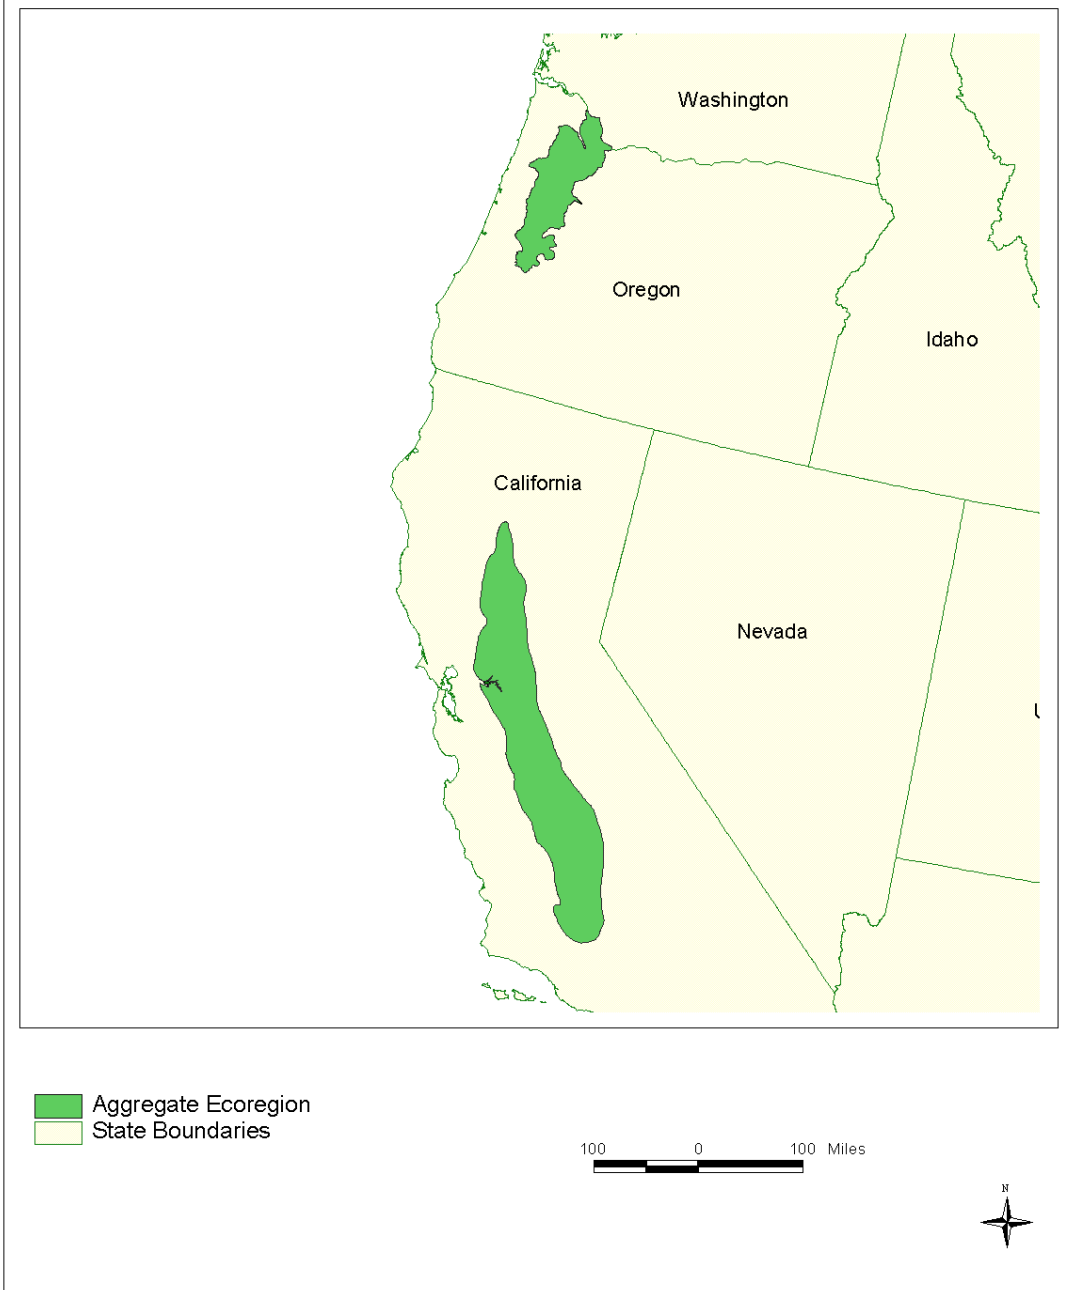 Washington
Oregon
Idaho
California
Nevada
Aggregate Ecoregion
State Boundaries
100 0 100 Miles
N